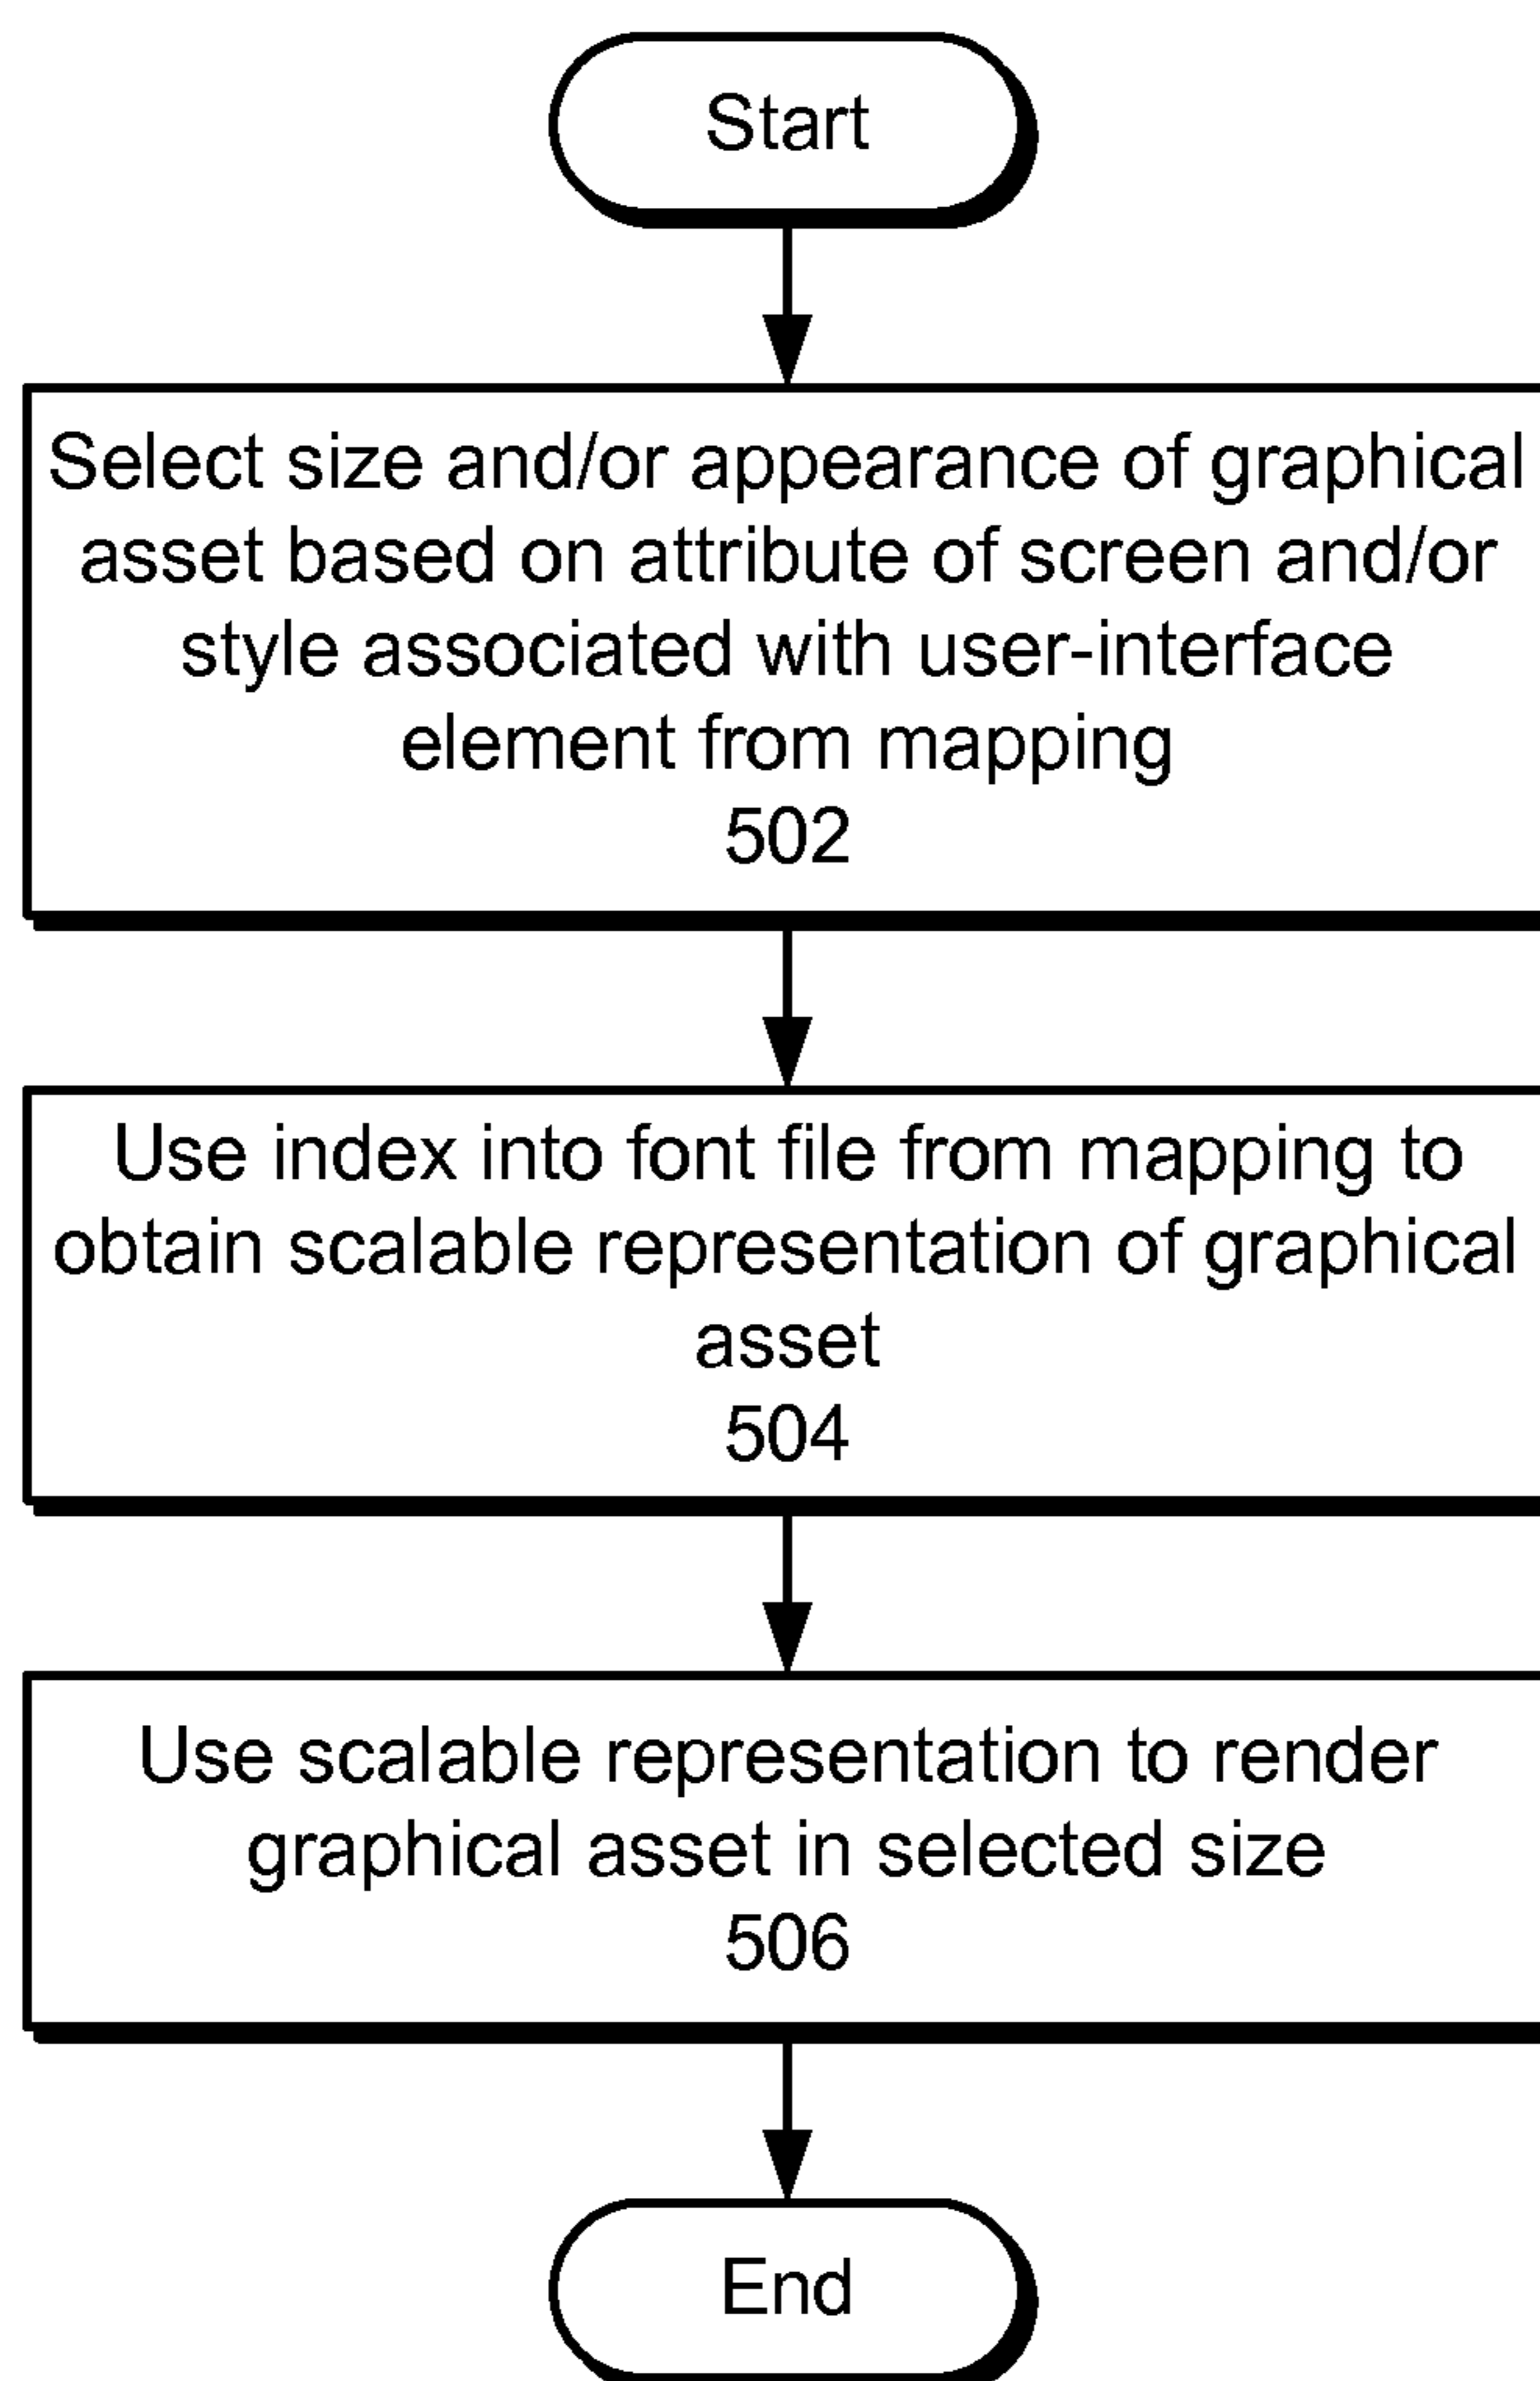 Start
Select size and/or appearance of graphical
asset based on attribute of screen and/or
style associated with user-interface
element from mapping
502
Use index into font file from mapping to
obtain scalable representation of graphical
asset
504
Use scalable representation to render
graphical asset in selected size
506
End